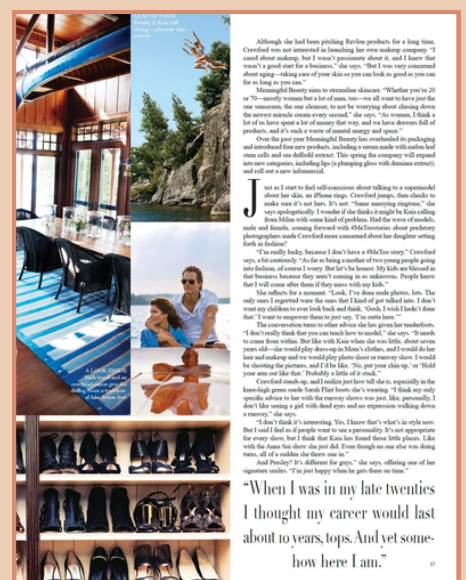 LEAP OF FAITH
Presley & Kaia cliff
diving—a favorite lake
activity.
A LOOK INSIDE
Dark wood and an
overhead canoe give the
dining room a traditional
lake house feel.
Although she had been pitching Revlon products for a long time,
Crawford was not interested in launching her own makeup company. “I
cared about makeup, but I wasn’t passionate about it, and I knew that
wasn’t a good start for a business,” she says. “But I was very concerned
about aging—taking care of your skin so you can look as good as you can
for as long as you can.”
Meaningful Beauty aims to streamline skincare. “Whether you’re 20
or 70—mostly women but a lot of men, too—we all want to have just the
one sunscreen, the one cleanser, to not be worrying about chasing down
the newest miracle cream every second,” she says. “As women, I think a
lot of us have spent a lot of money that way, and we have drawers full of
products, and it’s such a waste of mental energy and space.”
Over the past year Meaningful Beauty has overhauled its packaging
and introduced four new products, including a serum made with melon leaf
stem cells and sea daffodil extract. This spring the company will expand
into new categories, including lips (a plumping gloss with damiana extract),
and roll out a new infomercial.
Just as I start to feel self-conscious about talking to a supermodel
about her skin, an iPhone rings. Crawford jumps, then checks to
make sure it’s not hers. It’s not. “Same annoying ringtone,” she
says apologetically. I wonder if she thinks it might be Kaia calling
from Milan with some kind of problem. Had the wave of models,
male and female, coming forward with #MeToo stories about predatory
photographers made Crawford more concerned about her daughter setting
forth in fashion?
“I’m really lucky, because I don’t have a #MeToo story,” Crawford
says, a bit cautiously. “As far as being a mother of two young people going
into fashion, of course I worry. But let’s be honest. My kids are blessed in
that business because they aren’t coming in as unknowns. People know
that I will come after them if they mess with my kids.”
She reflects for a moment. “Look, I’ve done nude photos, lots. The
only ones I regretted were the ones that I kind of got talked into. I don’t
want my children to ever look back and think, ‘Gosh, I wish I hadn’t done
that.’ I want to empower them to just say, ‘I’m outta here.’”
The conversation turns to other advice she has given her tenderfoots.
“I don’t really think that you can teach how to model,” she says. “It needs
to come from within. But like with Kaia when she was little, about seven
years old—she would play dress-up in Mom’s clothes, and I would do her
hair and makeup and we would play photo shoot or runway show. I would
be shooting the pictures, and I’d be like, ‘No, put your chin up,’ or ‘Hold
your arm out like that.’ Probably a little of it stuck.”
Crawford stands up, and I realize just how tall she is, especially in the
knee-high green suede Sarah Flint boots she’s wearing. “I think my only
specific advice to her with the runway shows was just, like, personally, I
don’t like seeing a girl with dead eyes and no expression walking down
a runway,” she says.
“I don’t think it’s interesting. Yes, I know that’s what’s in style now.
But I said I feel as if people want to see a personality. It’s not appropriate
for every show, but I think that Kaia has found those little places. Like
with the Anna Sui show she just did. Even though no one else was doing
turns, all of a sudden she threw one in.”
And Presley? “It’s different for guys,” she says, offering one of her
signature smiles. “I’m just happy when he gets there on time.”
“When I was in my late twenties
I thought my career would last
about 10 years, tops. And yet some-
how here I am.”